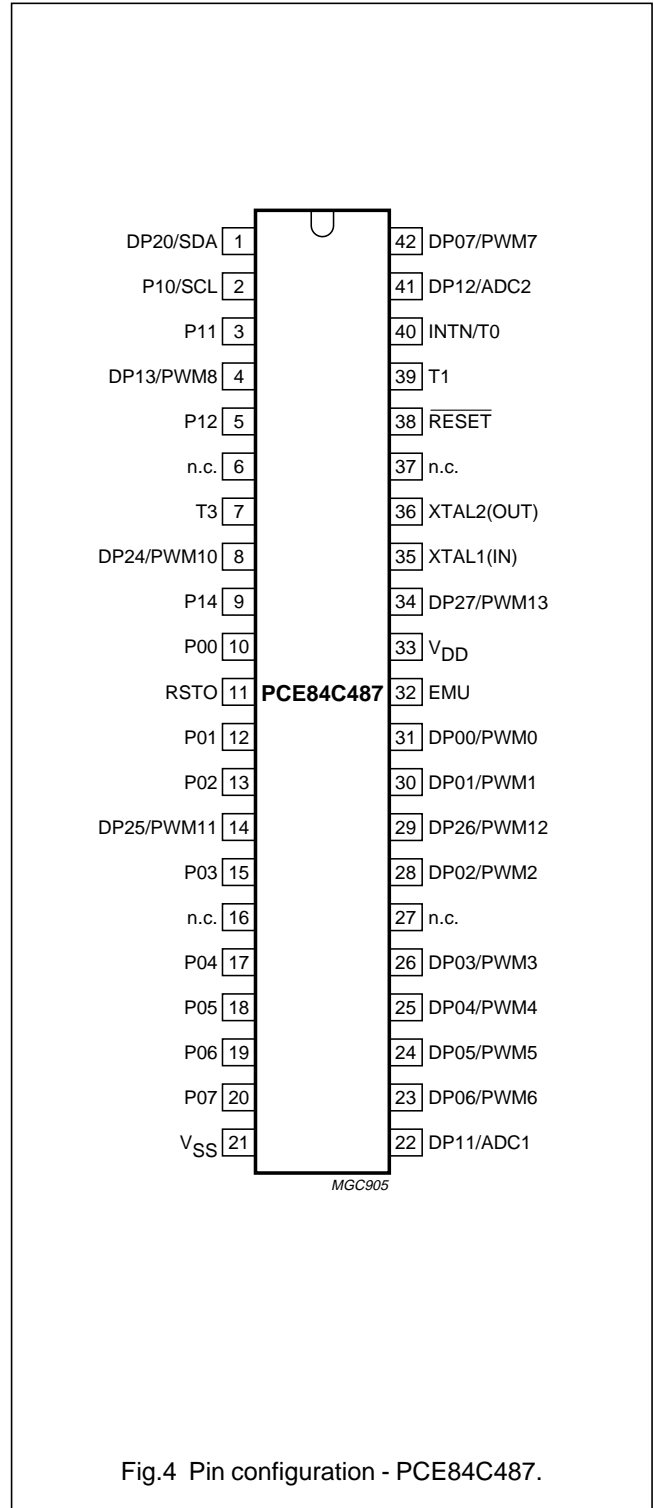 DP20/SDA 1 42 DP07/PWM7
P10/SCL 2 41 DP12/ADC2
P11 3 40 INTN/T0
DP13/PWM8 4 39 T1
P12 5 38 RESET
n.c. 6 37 n.c.
T3 7 36 XTAL2(OUT)
DP24/PWM10 8 35 XTAL1(IN)
P14 9 34 DP27/PWM13
P00 10 33 VDD
RSTO 11 PCE84C487 32 EMU
P01 12 31 DP00/PWM0
P02 13 30 DP01/PWM1
DP25/PWM11 14 29 DP26/PWM12
P03 15 28 DP02/PWM2
n.c. 16 27 n.c.
P04 17 26 DP03/PWM3
P05 18 25 DP04/PWM4
P06 19 24 DP05/PWM5
P07 20 23 DP06/PWM6
VSS 21 22 DP11/ADC1
MGC905
Fig.4 Pin configuration - PCE84C487.